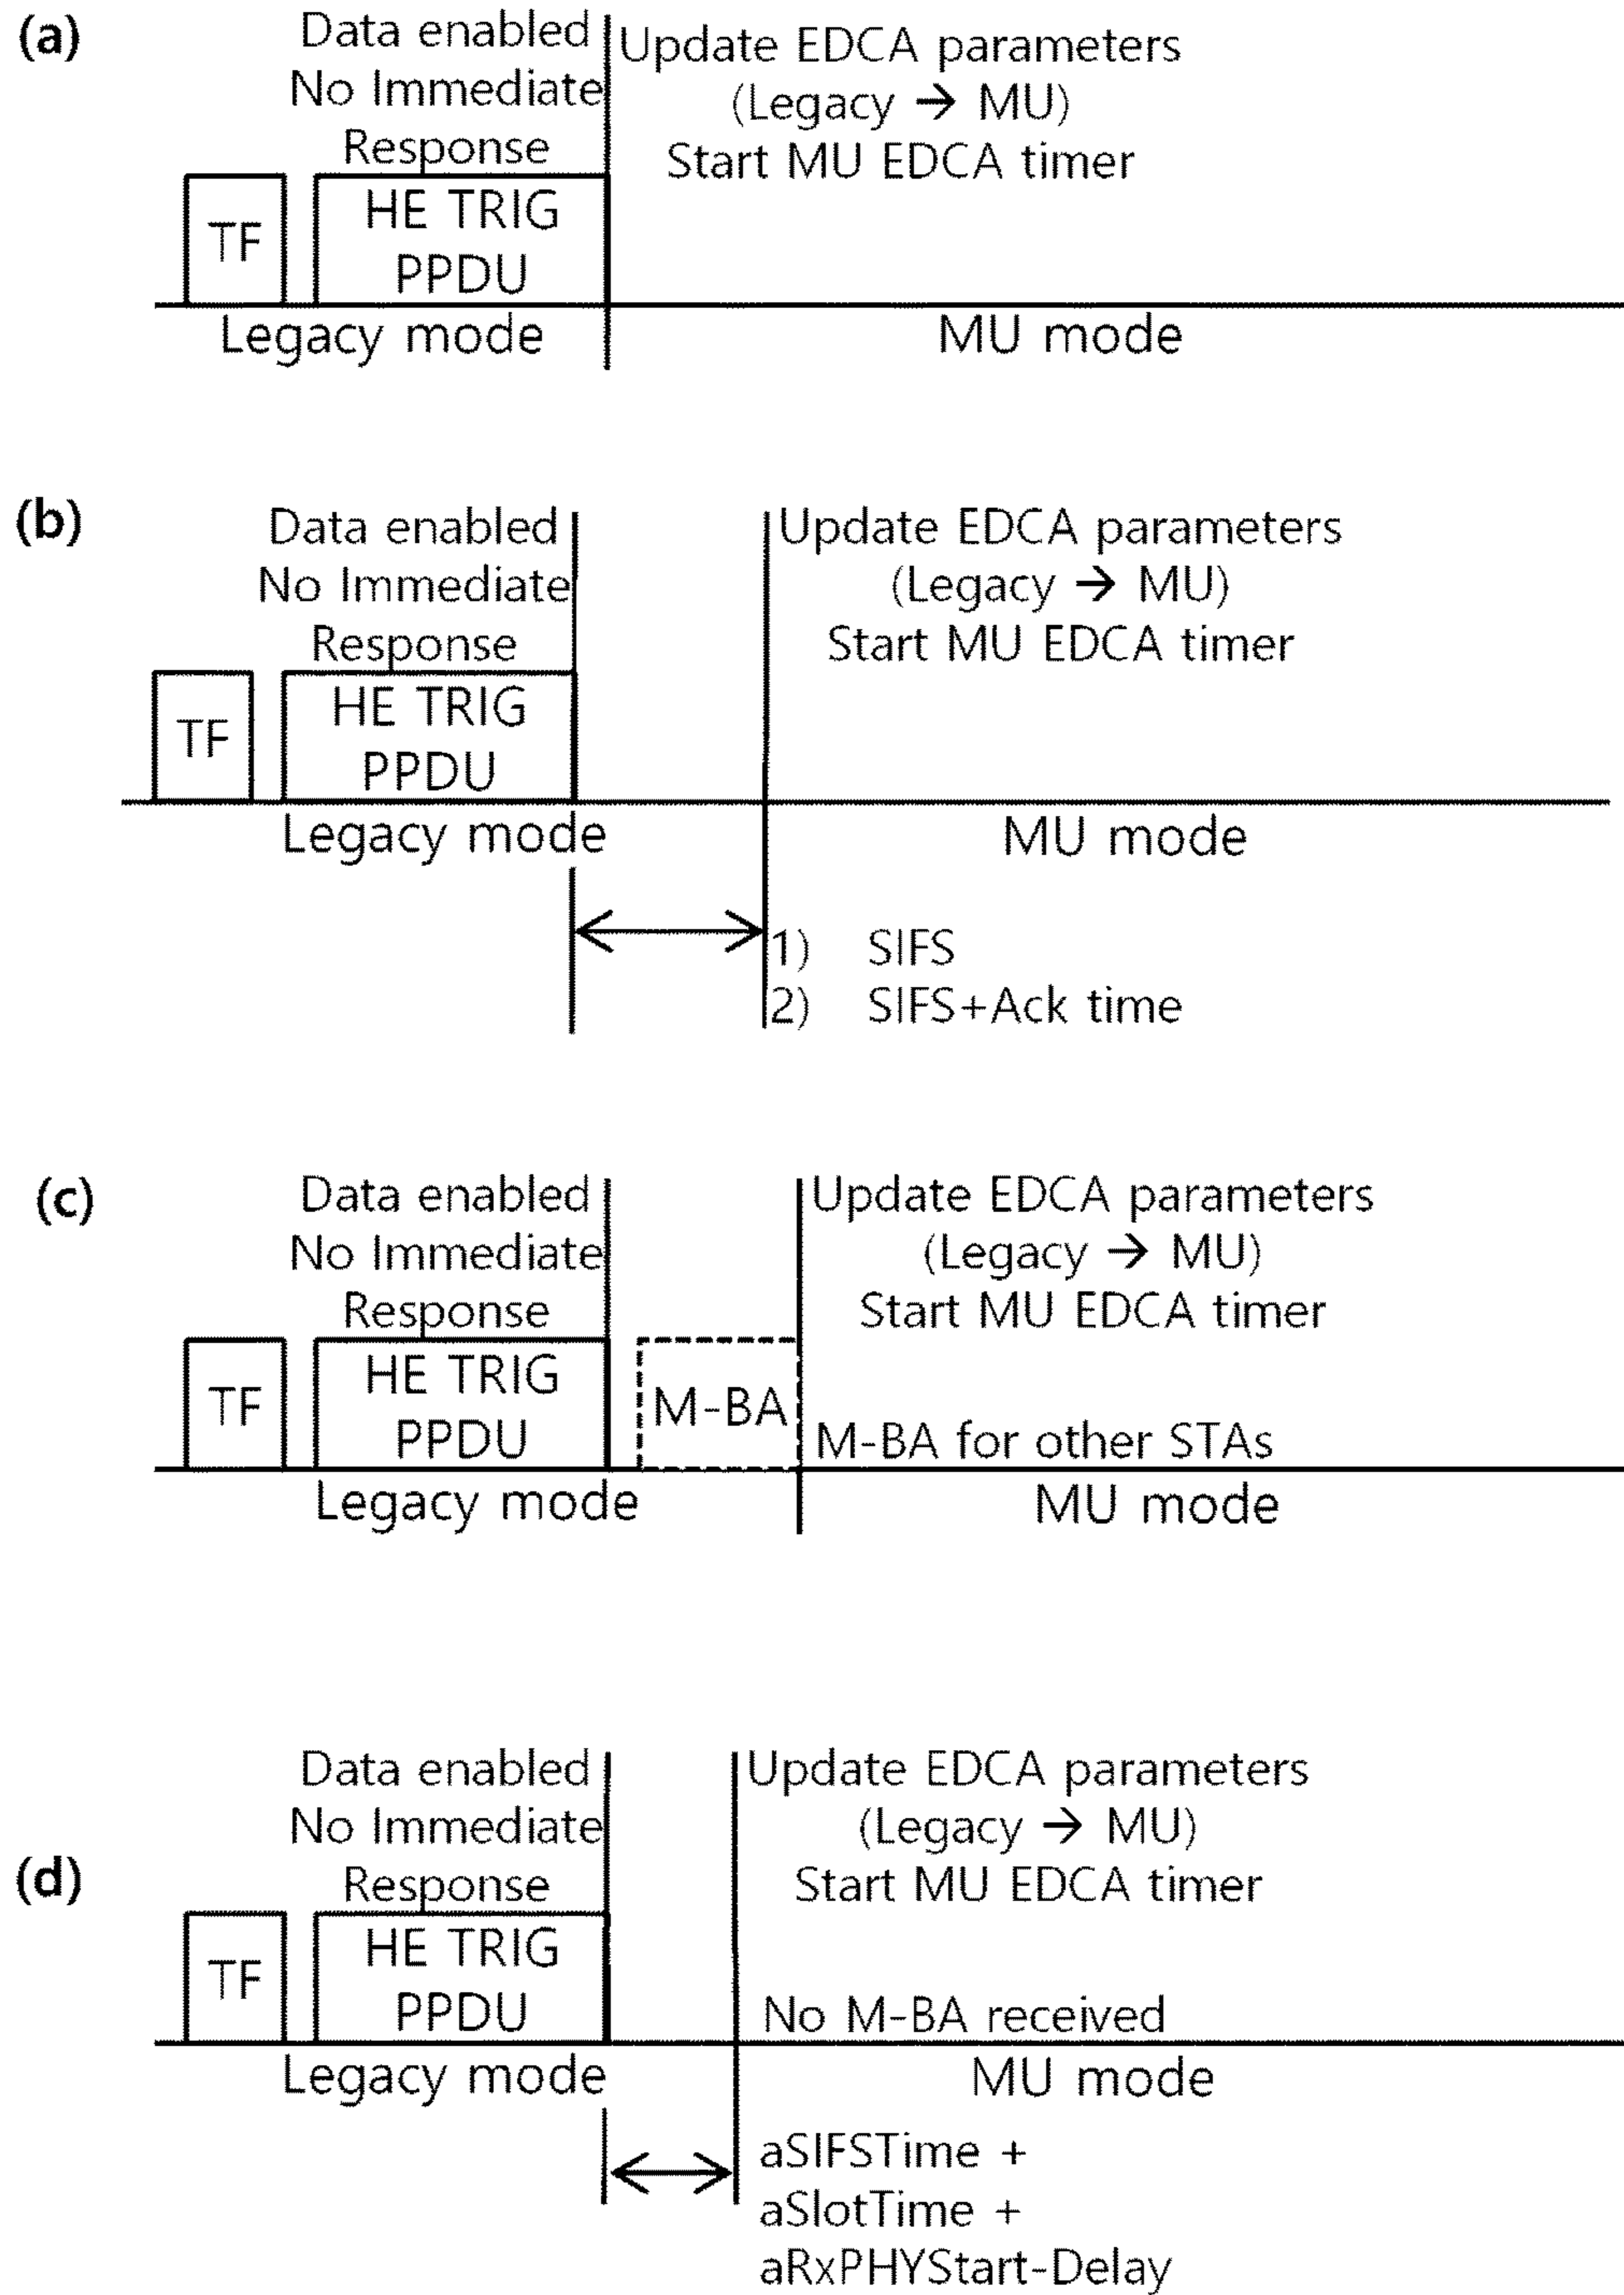 (a)
Data enabled
No Immediate
Response
Update EDCA parameters
(Legacy → MU)
Start MU EDCA timer
TF
HE TRIG
PPDU
Legacy mode
MU mode
(b)
Data enabled
No Immediate
Response
Update EDCA parameters
(Legacy → MU)
Start MU EDCA timer
TF
HE TRIG
PPDU
Legacy mode
MU mode
1) SIFS
2) SIFS+Ack time
(c)
Data enabled
No Immediate
Response
Update EDCA parameters
(Legacy → MU)
Start MU EDCA timer
TF
HE TRIG
PPDU
M-BA
M-BA for other STAs
Legacy mode
MU mode
(d)
Data enabled
No Immediate
Response
Update EDCA parameters
(Legacy → MU)
Start MU EDCA timer
TF
HE TRIG
PPDU
No M-BA received
Legacy mode
MU mode
aSIFSTime +
aSlotTime +
aRxPHYStart-Delay